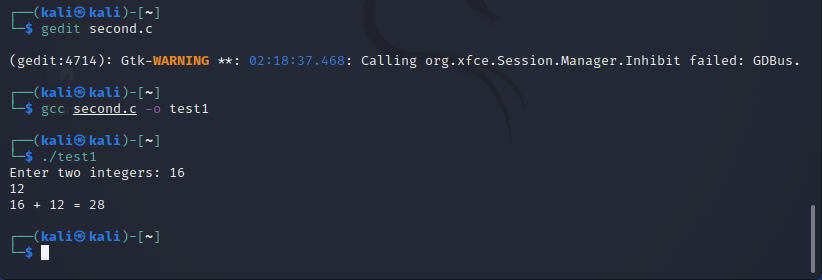 ┌──(kali㉿kali)-[~]
└─$ gedit second.c
(gedit:4714): Gtk-WARNING **: 02:18:37.468: Calling org.xfce.Session.Manager.Inhibit failed: GDBus.
┌──(kali㉿kali)-[~]
└─$ gcc second.c -o test1
┌──(kali㉿kali)-[~]
└─$ ./test1
Enter two integers: 16
12
16 + 12 = 28
┌──(kali㉿kali)-[~]
└─$